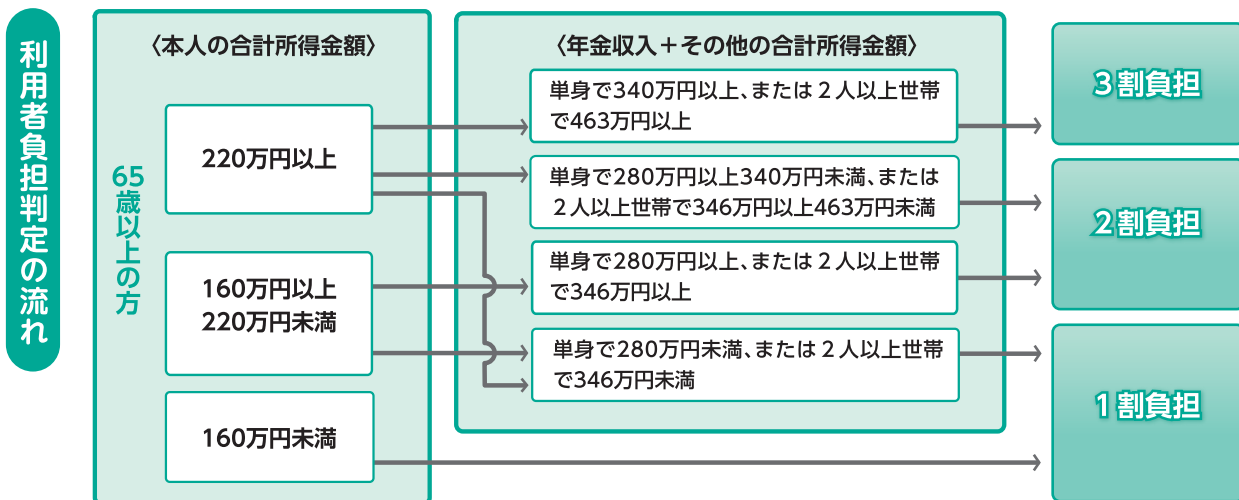 利用者負担判定の流れ
〈本人の合計所得金額〉
65歳以上の方
220万円以上
160万円以上
220万円未満
160万円未満
〈年金収入＋その他の合計所得金額〉
単身で340万円以上、または２人以上世帯
で463万円以上
単身で280万円以上340万円未満、または
２人以上世帯で346万円以上463万円未満
単身で280万円以上、または２人以上世帯
で346万円以上
単身で280万円未満、または２人以上世帯
で346万円未満
３割負担
２割負担
１割負担